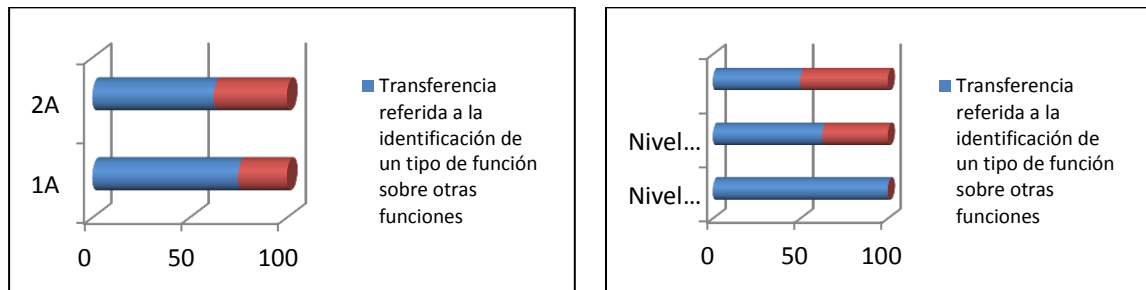 2A
1A
0 50 100
Transferencia
referida a la
identificación de
un tipo de función
sobre otras
funciones
Nivel...
Nivel...
0 50 100
Transferencia
referida a la
identificación de
un tipo de función
sobre otras
funciones